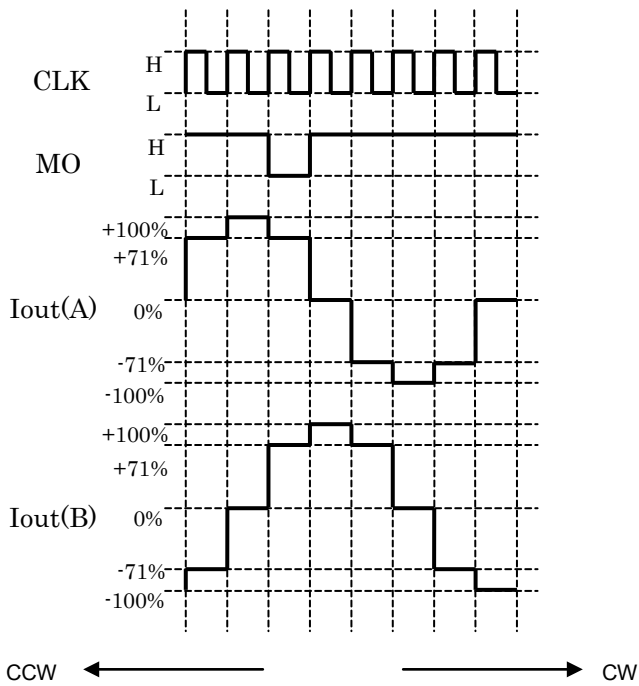 CLK
H
L
MO
H
L
Iout(A)
+100%
+71%
0%
-71%
-100%
Iout(B)
+100%
+71%
0%
-71%
-100%
CCW
CW